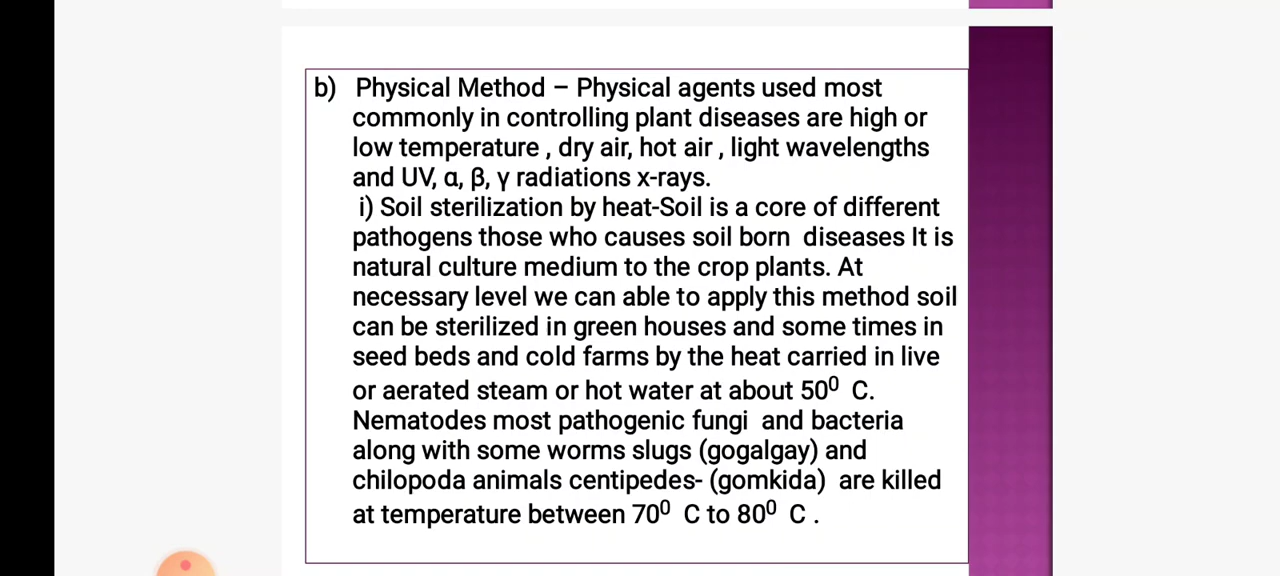 b) Physical Method – Physical agents used most
commonly in controlling plant diseases are high or
low temperature , dry air, hot air , light wavelengths
and UV, α, β, γ radiations x-rays.
i) Soil sterilization by heat-Soil is a core of different
pathogens those who causes soil born diseases It is
natural culture medium to the crop plants. At
necessary level we can able to apply this method soil
can be sterilized in green houses and some times in
seed beds and cold farms by the heat carried in live
or aerated steam or hot water at about 50⁰ C.
Nematodes most pathogenic fungi and bacteria
along with some worms slugs (gogalgay) and
chilopoda animals centipedes- (gomkida) are killed
at temperature between 70⁰ C to 80⁰ C .